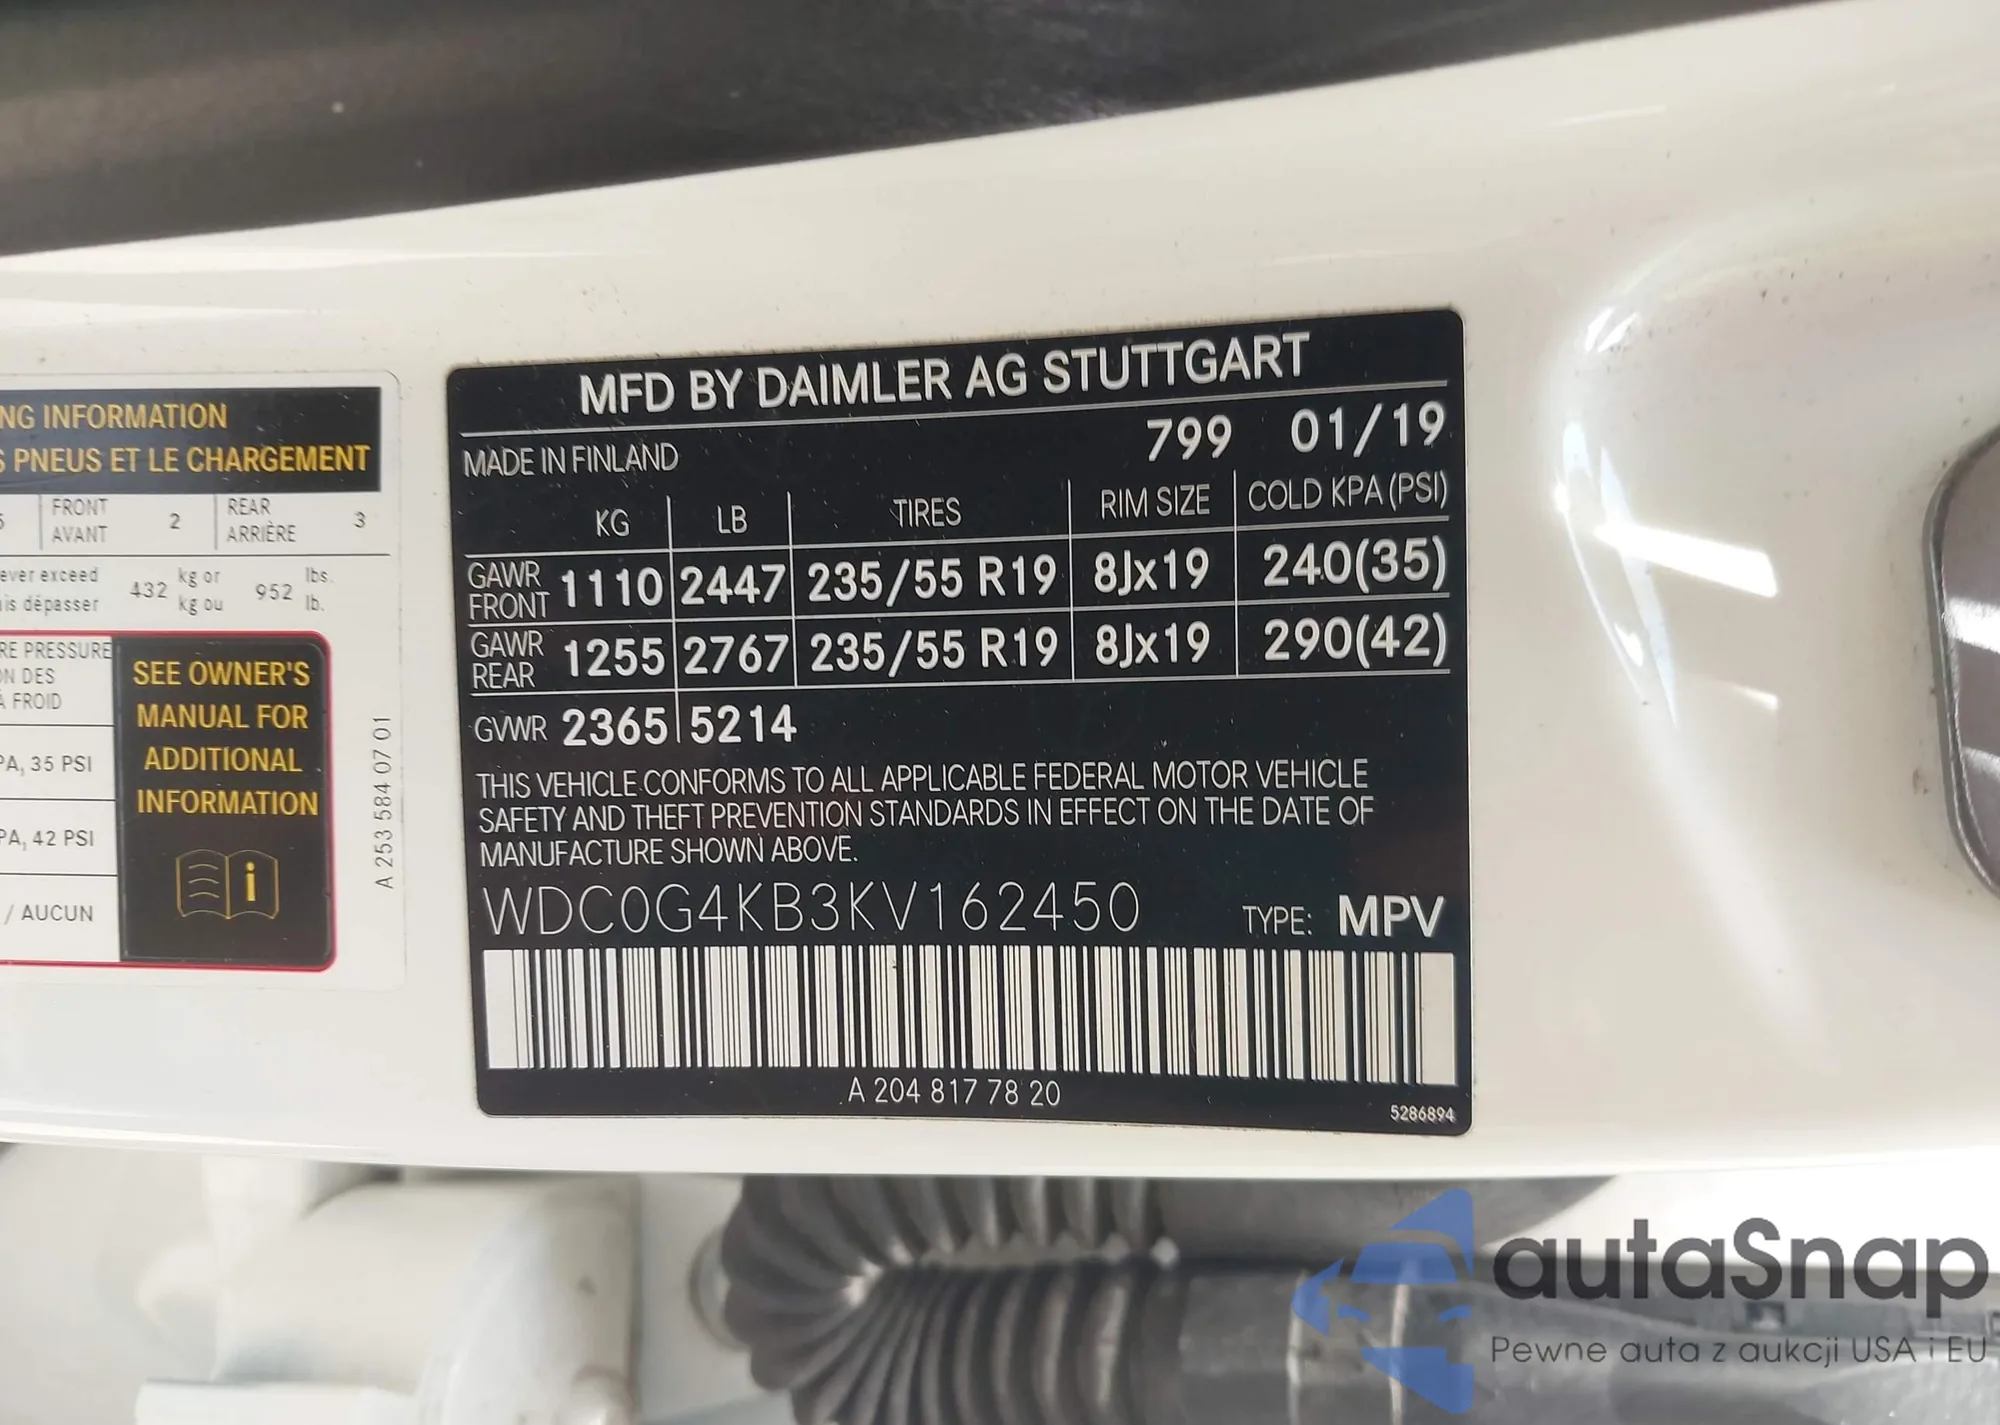 NG INFORMATION
S PNEUS ET LE CHARGEMENT
5 FRONT AVANT 2 REAR ARRIÈRE 3
ever exceed 432 kg or 952 lbs.
is dépasser kg ou lb.
RE PRESSURE
ON DES
À FROID
PA, 35 PSI
PA, 42 PSI
/ AUCUN
SEE OWNER'S
MANUAL FOR
ADDITIONAL
INFORMATION
i
A 253 584 07 01
MFD BY DAIMLER AG STUTTGART
MADE IN FINLAND 799 01/19
KG LB TIRES RIM SIZE COLD KPA (PSI)
GAWR FRONT 1110 2447 235/55 R19 8Jx19 240(35)
GAWR REAR 1255 2767 235/55 R19 8Jx19 290(42)
GVWR 2365 5214
THIS VEHICLE CONFORMS TO ALL APPLICABLE FEDERAL MOTOR VEHICLE
SAFETY AND THEFT PREVENTION STANDARDS IN EFFECT ON THE DATE OF
MANUFACTURE SHOWN ABOVE.
WDC0G4KB3KV162450 TYPE: MPV
A 204 817 78 20
5286894
autaSnap
Pewne auta z aukcji USA i EU